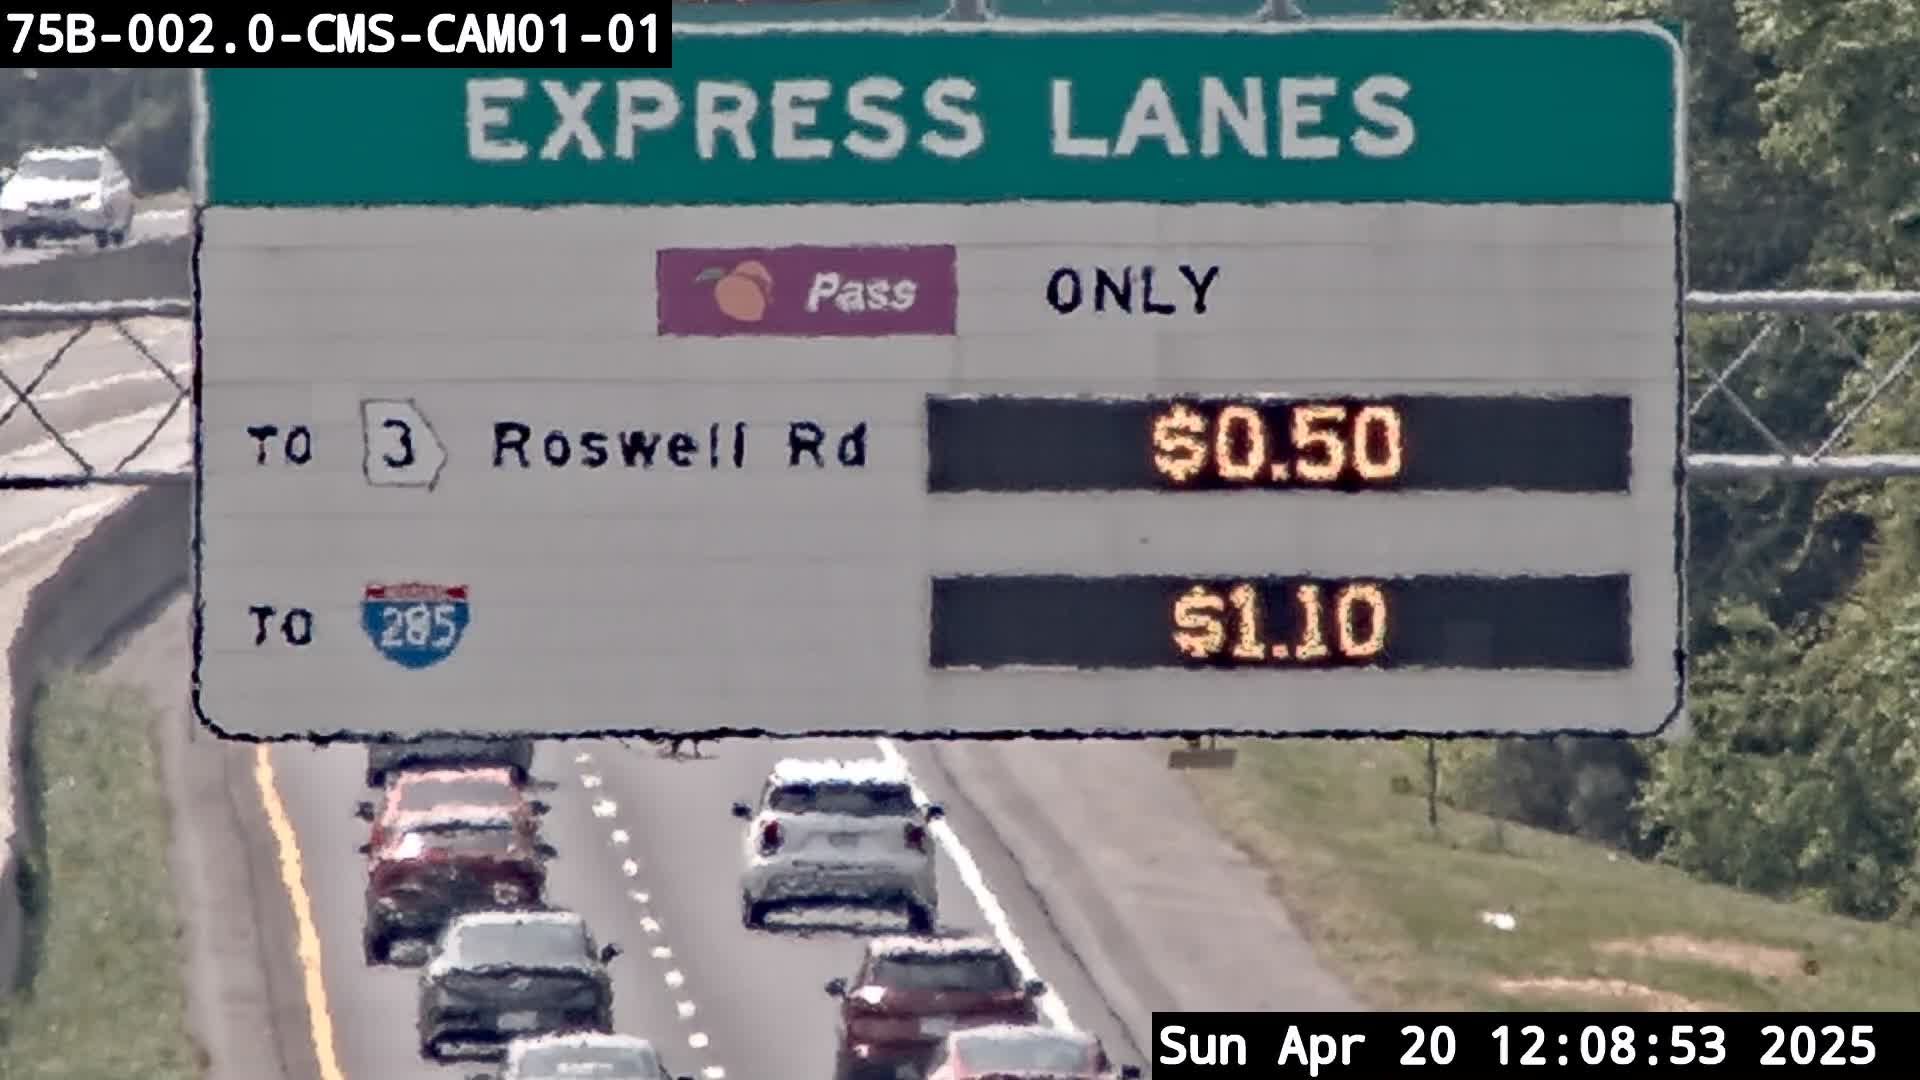 75B-002.0-CMS-CAM01-01
EXPRESS LANES
Pass ONLY
TO 3 Roswell Rd $0.50
TO 285 $1.10
Sun Apr 20 12:08:53 2025